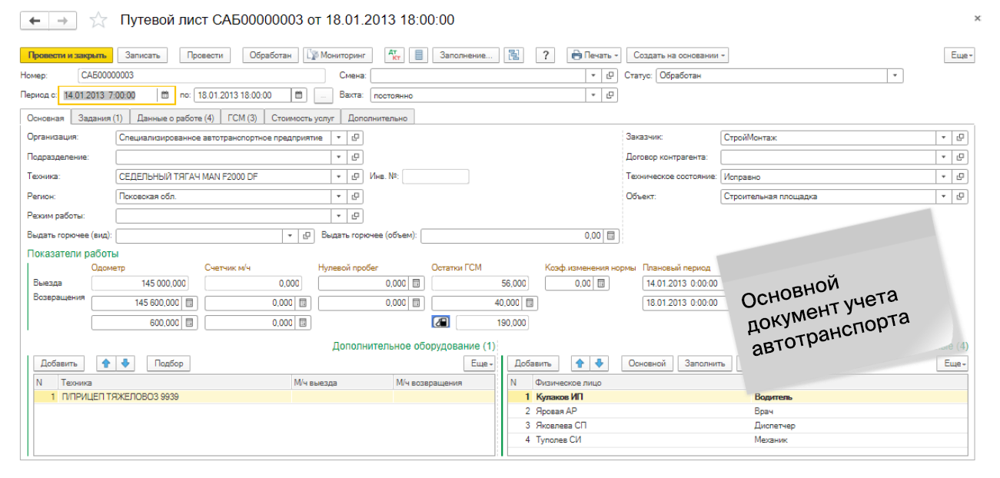 Путевой лист САБ00000003 от 18.01.2013 18:00:00
Провести и закрыть Записать Провести Обработан Мониторинг Дт Кт Заполнение... ? Печать Создать на основании Еще
Номер: САБ00000003 Смена: Статус: Обработан
Период с: 14.01.2013 7:00:00 по: 18.01.2013 18:00:00 ... Вахта: постоянно
Основная Задания (1) Данные о работе (4) ГСМ (3) Стоимость услуг Дополнительно
Организация: Специализированное автотранспортное предприятие Заказчик: СтройМонтаж
Подразделение: Договор контрагента:
Техника: СЕДЕЛЬНЫЙ ТЯГАЧ MAN F2000 DF Инв. №: Техническое состояние: Исправно
Регион: Псковская обл. Объект: Строительная площадка
Режим работы:
Выдать горючее (вид): Выдать горючее (объем): 0,00
Показатели работы
Одометр Счетчик м/ч Нулевой пробег Остатки ГСМ Коэф.изменения нормы Плановый период
Выезда 145 000,000 0,000 0,000 56,000 0,00 14.01.2013 0:00:00
Возвращения 145 600,000 0,000 0,000 40,000 18.01.2013 0:00:00
600,000 0,000 190,000
Основной
документ учета
автотранспорта
Дополнительное оборудование (1) (4)
Добавить Подбор Еще Добавить Основной Заполнить Еще
N Техника М/ч выезда М/ч возвращения N Физическое лицо
1 П/ПРИЦЕП ТЯЖЕЛОВОЗ 9939 1 Кулаков ИП Водитель
2 Яровая АР Врач
3 Яковлева СП Диспетчер
4 Туполев СИ Механик